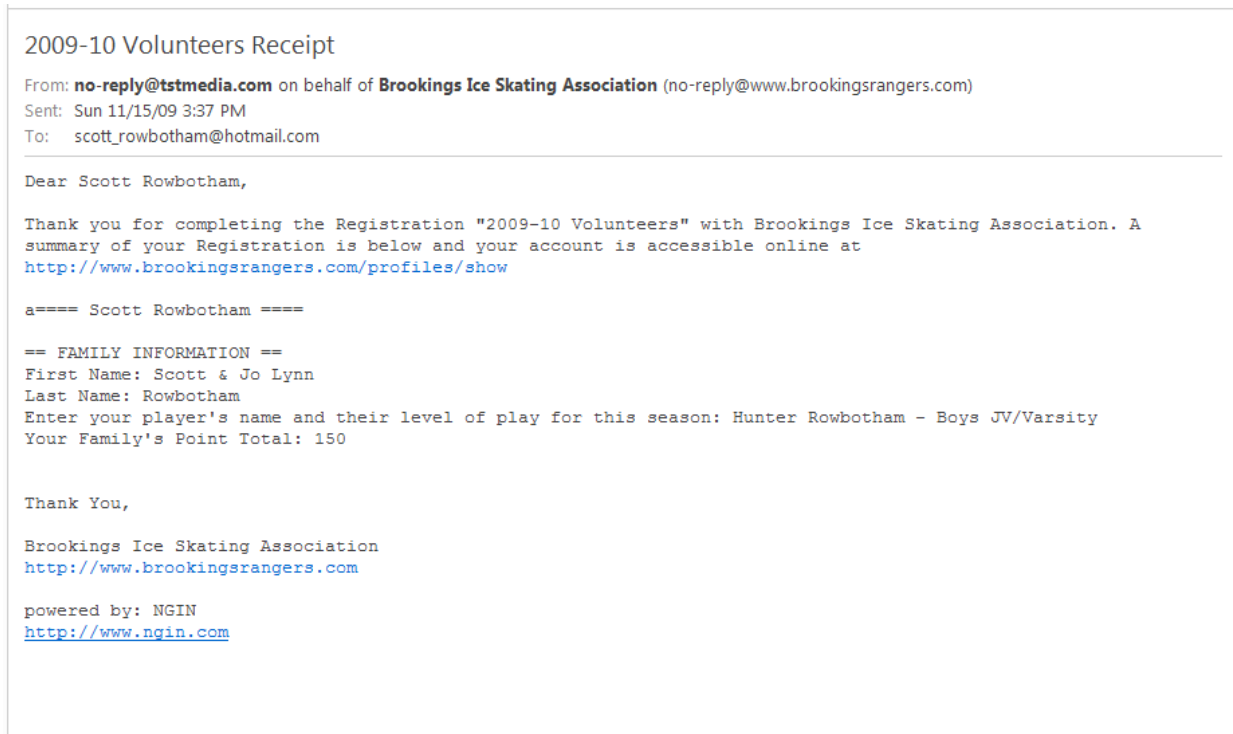 2009-10 Volunteers Receipt
From: no-reply@tstmedia.com on behalf of Brookings Ice Skating Association (no-reply@www.brookingsrangers.com)
Sent: Sun 11/15/09 3:37 PM
To: scott_rowbotham@hotmail.com
Dear Scott Rowbotham,
Thank you for completing the Registration "2009-10 Volunteers" with Brookings Ice Skating Association. A
summary of your Registration is below and your account is accessible online at
http://www.brookingsrangers.com/profiles/show
a==== Scott Rowbotham ====
== FAMILY INFORMATION ==
First Name: Scott & Jo Lynn
Last Name: Rowbotham
Enter your player's name and their level of play for this season: Hunter Rowbotham - Boys JV/Varsity
Your Family's Point Total: 150
Thank You,
Brookings Ice Skating Association
http://www.brookingsrangers.com
powered by: NGIN
http://www.ngin.com